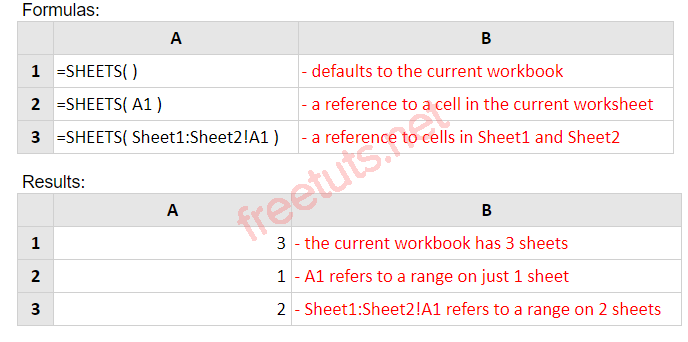 Formulas:
A B
1 =SHEETS( ) - defaults to the current workbook
2 =SHEETS( A1 ) - a reference to a cell in the current worksheet
3 =SHEETS( Sheet1:Sheet2!A1 ) - a reference to cells in Sheet1 and Sheet2
freetuts.net
Results:
A B
1 3 - the current workbook has 3 sheets
2 1 - A1 refers to a range on just 1 sheet
3 2 - Sheet1:Sheet2!A1 refers to a range on 2 sheets